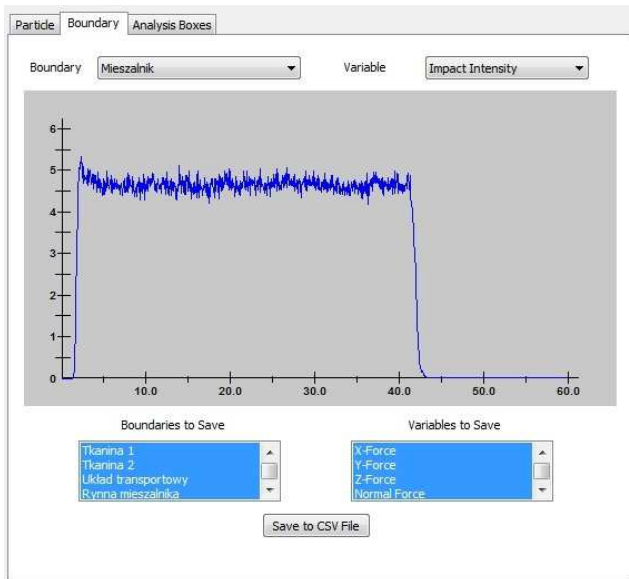 Particle Boundary Analysis Boxes
Boundary Mieszalnik Variable Impact Intensity
6
5
4
3
2
1
0
10.0 20.0 30.0 40.0 50.0 60.0
Boundaries to Save Variables to Save
Tkanina 1 X-Force
Tkanina 2 Y-Force
Układ transportowy Z-Force
Rynna mieszalnika Normal Force
Save to CSV File